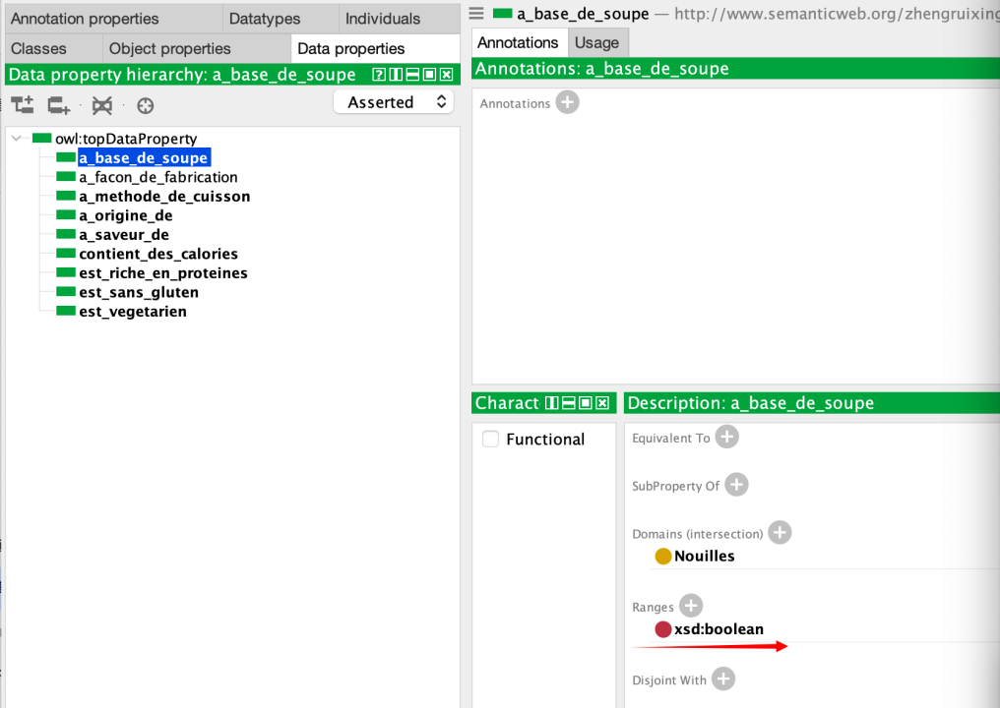 Annotation properties
Datatypes
Individuals
Classes
Object properties
Data properties
Data property hierarchy: a_base_de_soupe
Asserted
owl:topDataProperty
a_base_de_soupe
a_facon_de_fabrication
a_methode_de_cuisson
a_origine_de
a_saveur_de
contient_des_calories
est_riche_en_proteines
est_sans_gluten
est_vegetarien
a_base_de_soupe — http://www.semanticweb.org/zhengruixing
Annotations
Usage
Annotations: a_base_de_soupe
Annotations
Charact
Functional
Description: a_base_de_soupe
Equivalent To
SubProperty Of
Domains (intersection)
Nouilles
Ranges
xsd:boolean
Disjoint With